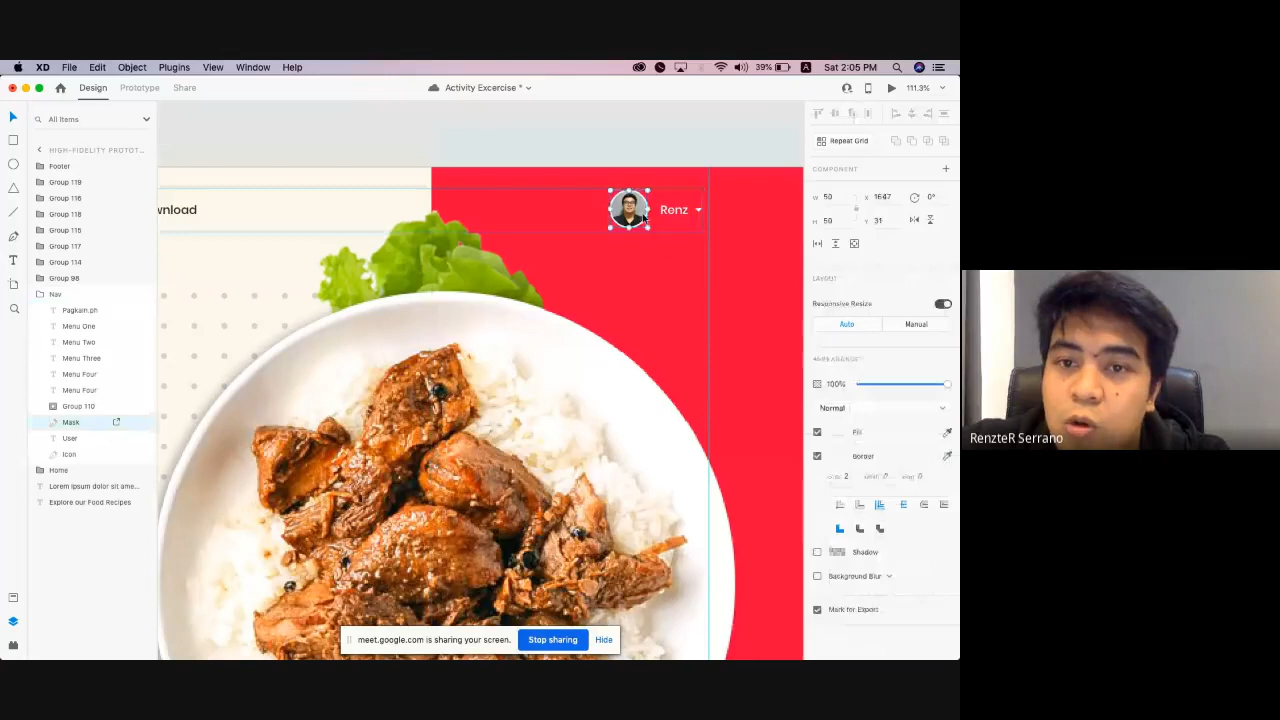 XD File Edit Object Plugins View Window Help
39% A Sat 2:05 PM
Design Prototype Share
Activity Excercise *
111.3%
All Items
HIGH-FIDELITY PROTOT...
Footer
Group 119
Group 116
Group 118
Group 115
Group 117
Group 114
Group 98
Nav
Pagkain.ph
Menu One
Menu Two
Menu Three
Menu Four
Menu Four
Group 110
Mask
User
Icon
Home
Lorem ipsum dolor sit ame...
Explore our Food Recipes
wnload
Renz
Repeat Grid
COMPONENT
W 50 X 1647 0°
H 50 Y 31
LAYOUT
Responsive Resize
Auto Manual
APPEARANCE
100%
Normal
Fill
Border
2
Shadow
Background Blur
Mark for Export
meet.google.com is sharing your screen. Stop sharing Hide
RenzteR Serrano